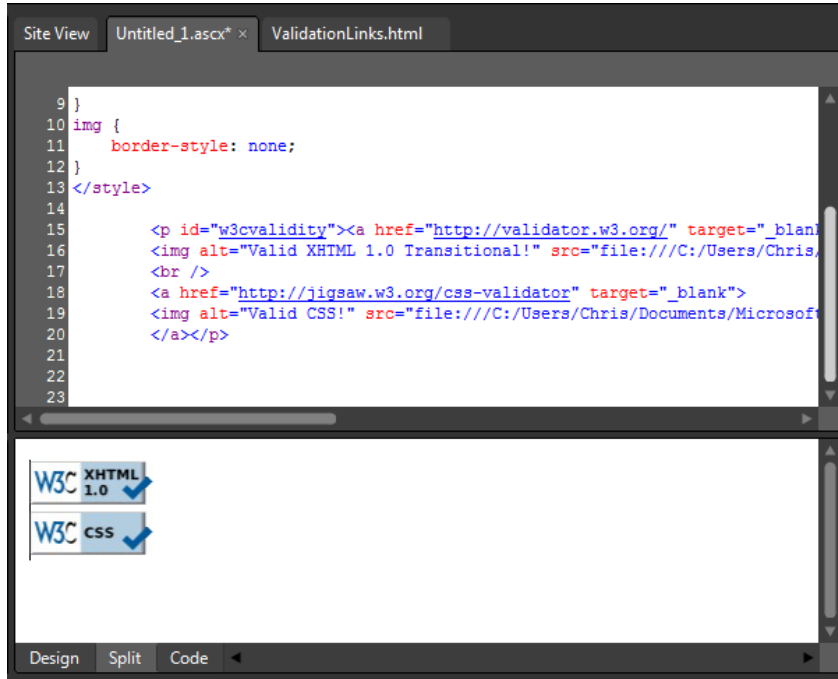 Site View Untitled_1.ascx* × ValidationLinks.html
9 }
10 img {
11 border-style: none;
12 }
13 </style>
14
15 <p id="w3cvalidity"><a href="http://validator.w3.org/" target="_blan
16 <img alt="Valid XHTML 1.0 Transitional!" src="file:///C:/Users/Chris/
17 <br />
18 <a href="http://jigsaw.w3.org/css-validator" target="_blank">
19 <img alt="Valid CSS!" src="file:///C:/Users/Chris/Documents/Microsoft
20 </a></p>
21
22
23
W3C XHTML
1.0
W3C css
Design Split Code